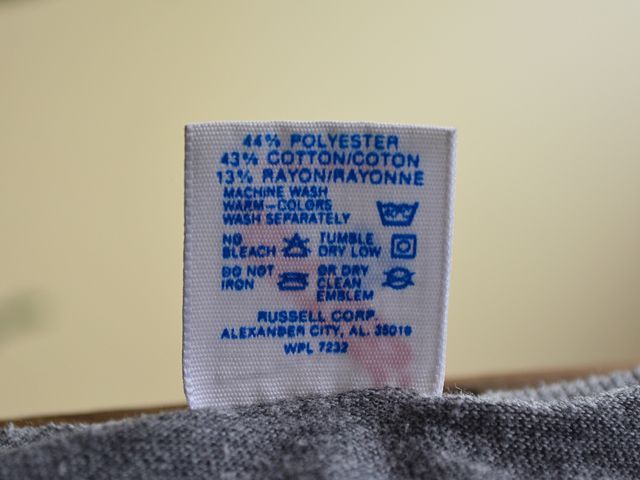 44% POLYESTER
43% COTTON/COTON
13% RAYON/RAYONNE
MACHINE WASH
WARM-COLORS
WASH SEPARATELY
NO BLEACH
TUMBLE DRY LOW
DO NOT IRON
OR DRY CLEAN EMBLEM
RUSSELL CORP.
ALEXANDER CITY, AL. 35010
WPL 7232